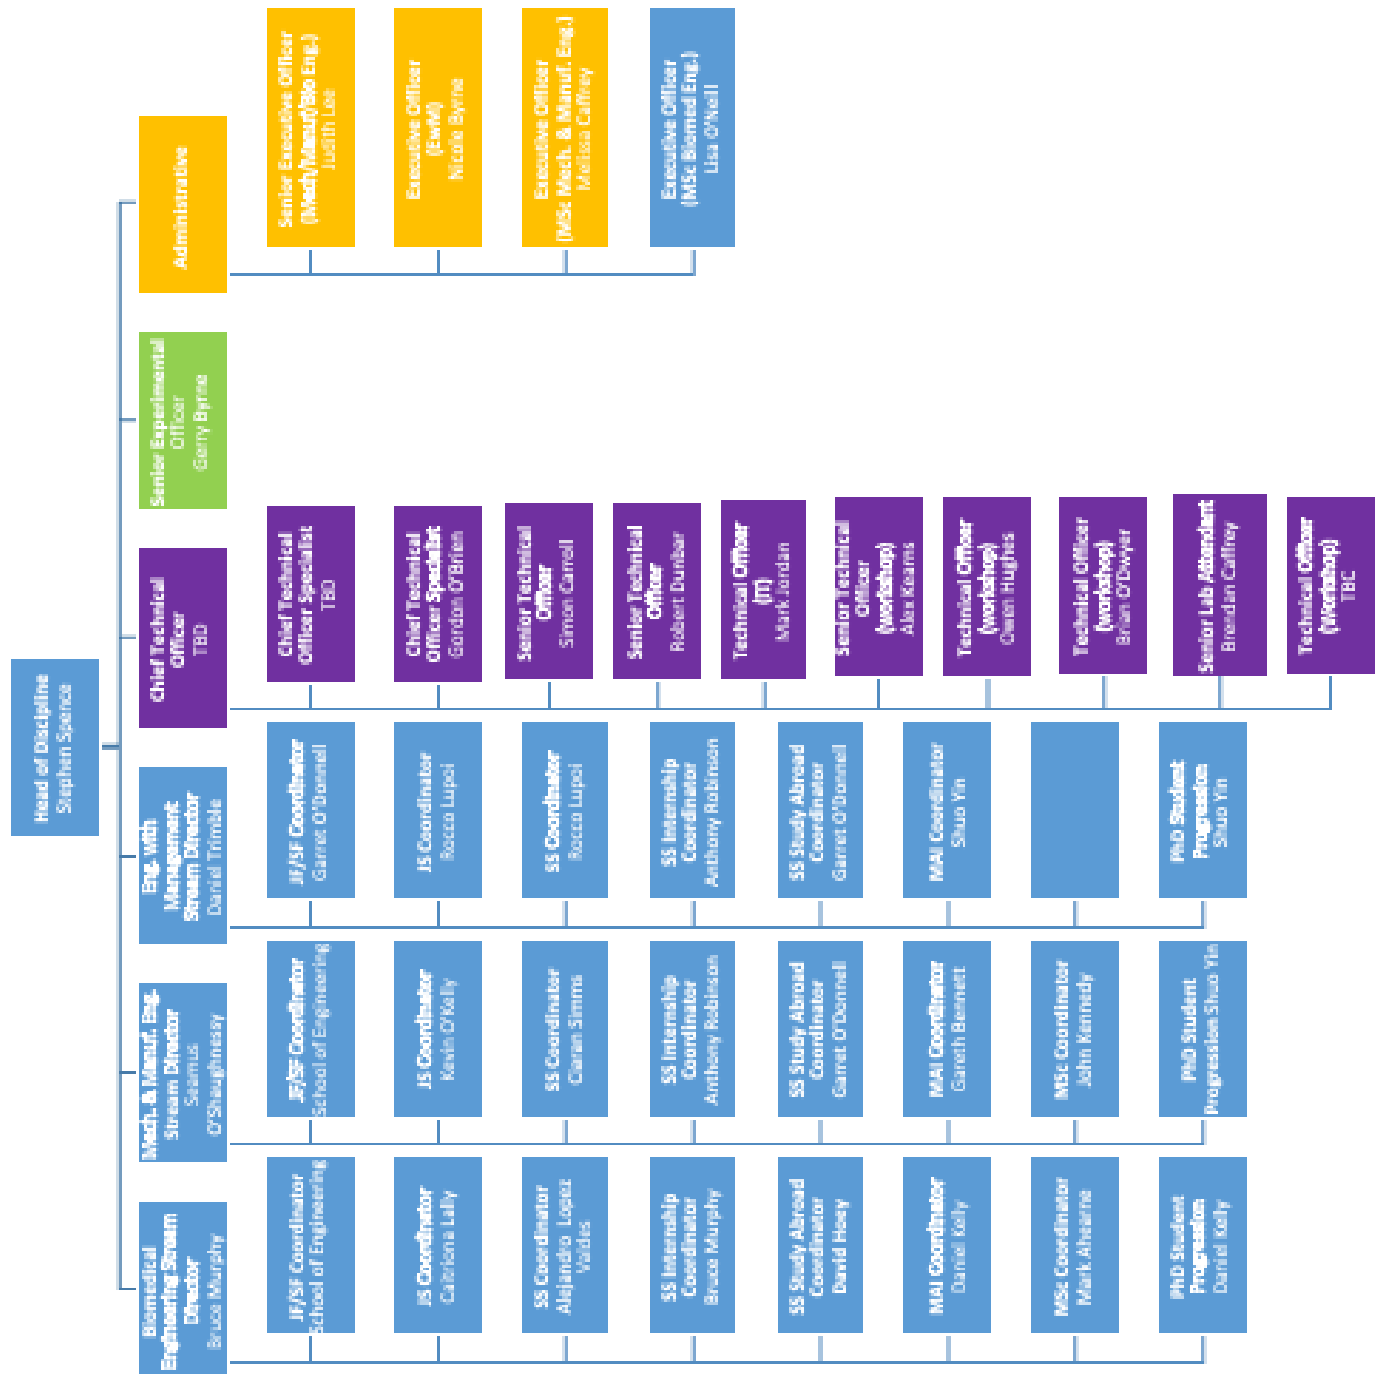 Head of Discipline
Stephen Spence
Biomedical
Engineering Stream
Director
Bruce Murphy
Mech. & Manuf. Eng.
Stream Director
Seamus
O'Shaughnessy
Eng. with
Management
Stream Director
Daniel Trimble
Chief Technical
Officer
TBD
Senior Experimental
Officer
Gerry Byrne
Administrative
JF/SF Coordinator
School of Engineering
JS Coordinator
Caitriona Lally
SS Coordinator
Alejandro Lopez
Valdes
SS Internship
Coordinator
Bruce Murphy
SS Study Abroad
Coordinator
David Hoey
MAI Coordinator
Daniel Kelly
MSc Coordinator
Mark Ahearne
PhD Student
Progression
Daniel Kelly
JF/SF Coordinator
School of Engineering
JS Coordinator
Kevin O'Kelly
SS Coordinator
Ciaran Simms
SS Internship
Coordinator
Anthony Robinson
SS Study Abroad
Coordinator
Garret O'Donnell
MAI Coordinator
Gareth Bennett
MSc Coordinator
John Kennedy
PhD Student
Progression Shuo Yin
JF/SF Coordinator
Garret O'Donnell
JS Coordinator
Rocco Lupoi
SS Coordinator
Rocco Lupoi
SS Internship
Coordinator
Anthony Robinson
SS Study Abroad
Coordinator
Garret O'Donnell
MAI Coordinator
Shuo Yin
PhD Student
Progression
Shuo Yin
Chief Technical
Officer Specialist
TBD
Chief Technical
Officer Specialist
Gordon O'Brien
Senior Technical
Officer
Simon Carroll
Senior Technical
Officer
Robert Dunbar
Technical Officer
(IT)
Mark Jordan
Senior Technical
Officer
(workshop)
Alex Kearns
Technical Officer
(workshop)
Owen Hughes
Technical Officer
(workshop)
Brian O'Dwyer
Senior Lab Attendant
Brendan Caffrey
Technical Officer
(Workshop)
TBC
Senior Executive Officer
(Mech/Manuf/Bio Eng.)
Judith Lee
Executive Officer
(EwM)
Nicole Byrne
Executive Officer
(MSc Mech. & Manuf. Eng.)
Melissa Caffrey
Executive Officer
(MSc Biomed Eng.)
Lisa O'Neill